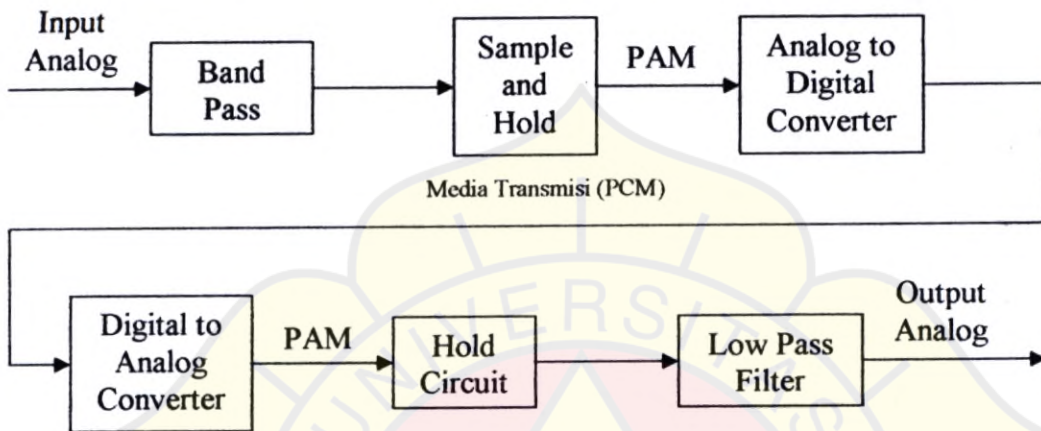 Input
Analog
Band
Pass
Sample
and
Hold
PAM
Analog to
Digital
Converter
Media Transmisi (PCM)
Digital to
Analog
Converter
PAM
Hold
Circuit
Low Pass
Filter
Output
Analog
UNIVERSITAS